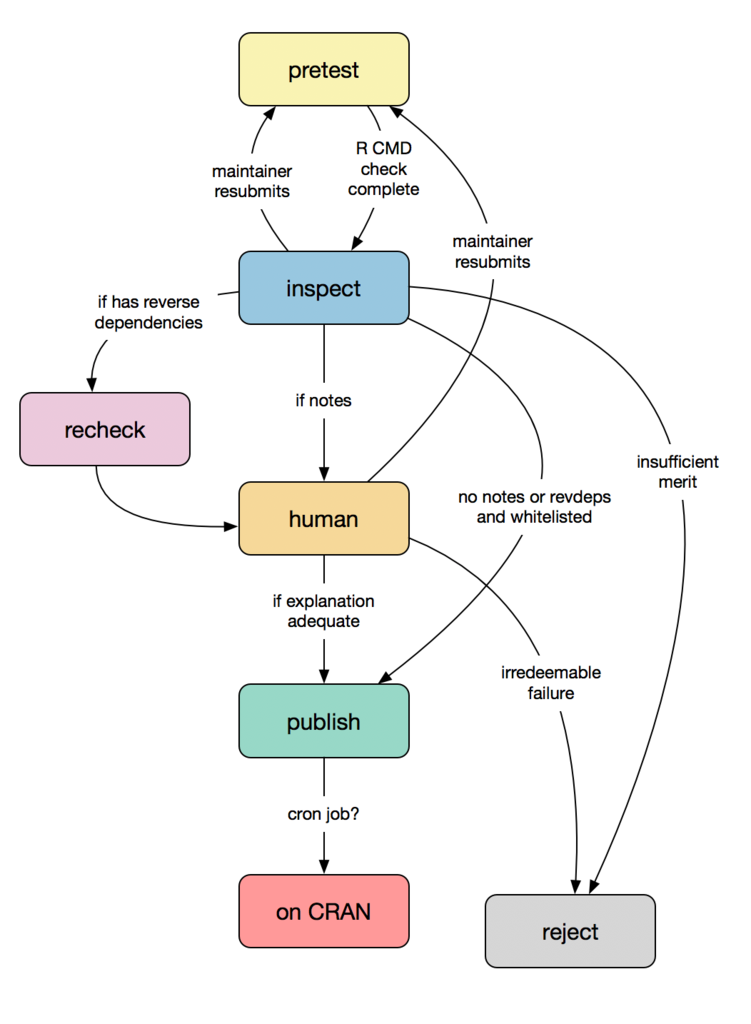 pretest
R CMD
check
complete
maintainer
resubmits
maintainer
resubmits
inspect
if has reverse
dependencies
if notes
recheck
insufficient
merit
no notes or revdeps
and whitelisted
human
if explanation
adequate
irredeemable
failure
publish
cron job?
on CRAN
reject